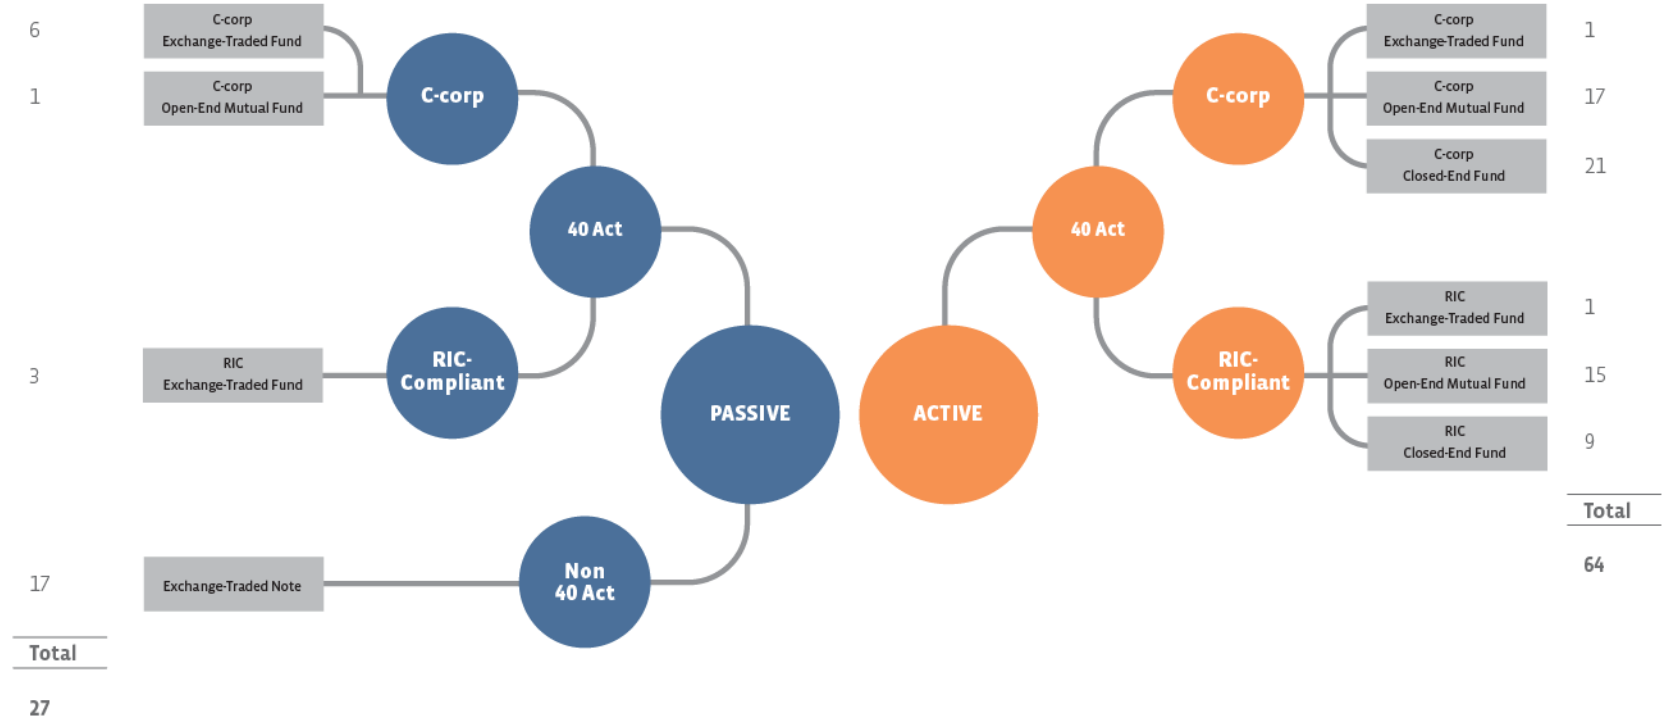 6
C-corp
Exchange-Traded Fund
1
C-corp
Open-End Mutual Fund
C-corp
40 Act
3
RIC
Exchange-Traded Fund
RIC-
Compliant
PASSIVE
17
Exchange-Traded Note
Non
40 Act
Total
27
C-corp
C-corp
Exchange-Traded Fund
1
C-corp
Open-End Mutual Fund
17
C-corp
Closed-End Fund
21
40 Act
ACTIVE
RIC-
Compliant
RIC
Exchange-Traded Fund
1
RIC
Open-End Mutual Fund
15
RIC
Closed-End Fund
9
Total
64